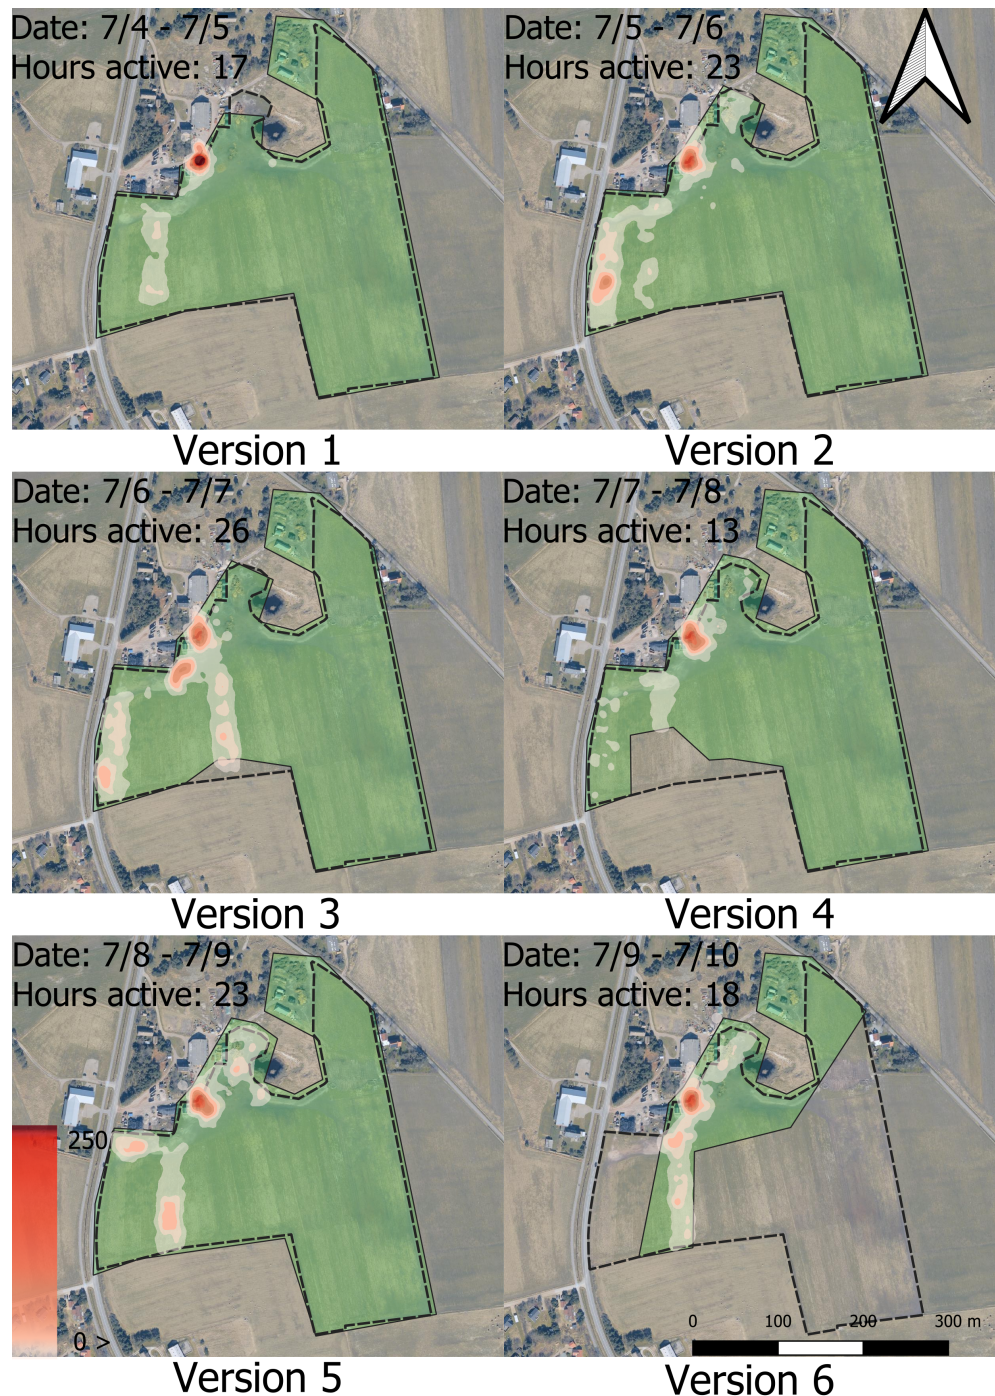 Date: 7/4 - 7/5
Hours active: 17
Version 1
Date: 7/5 - 7/6
Hours active: 23
Version 2
Date: 7/6 - 7/7
Hours active: 26
Version 3
Date: 7/7 - 7/8
Hours active: 13
Version 4
Date: 7/8 - 7/9
Hours active: 23
250
0 >
Version 5
Date: 7/9 - 7/10
Hours active: 18
0 100 200 300 m
Version 6